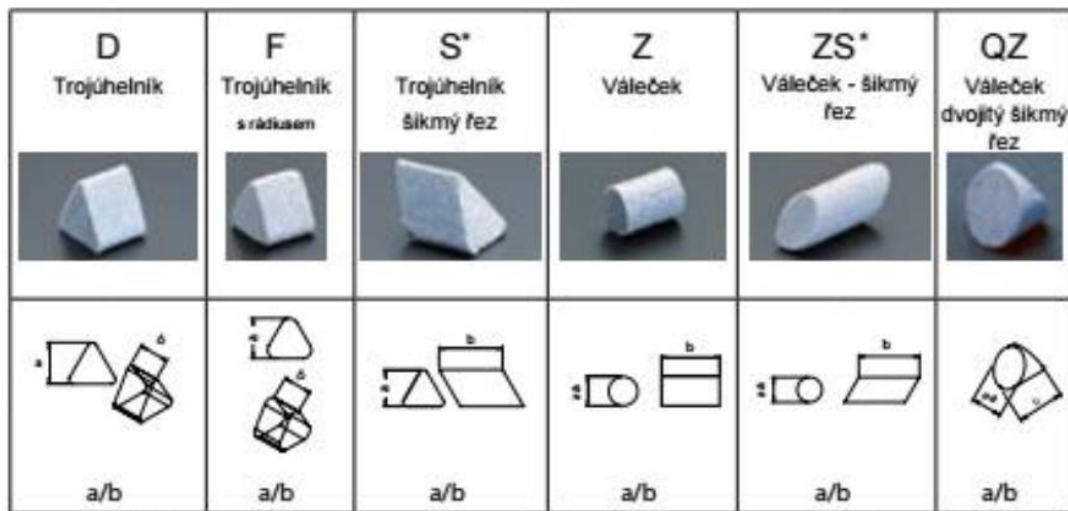 D
Trojúhelník
F
Trojúhelník
s rádiusem
S*
Trojúhelník
šikmý řez
Z
Váleček
ZS*
Váleček - šikmý
řez
QZ
Váleček
dvojitý šikmý
řez
a
b
a
b
a
b
b
b
a/b
a/b
a/b
a/b
a/b
a/b